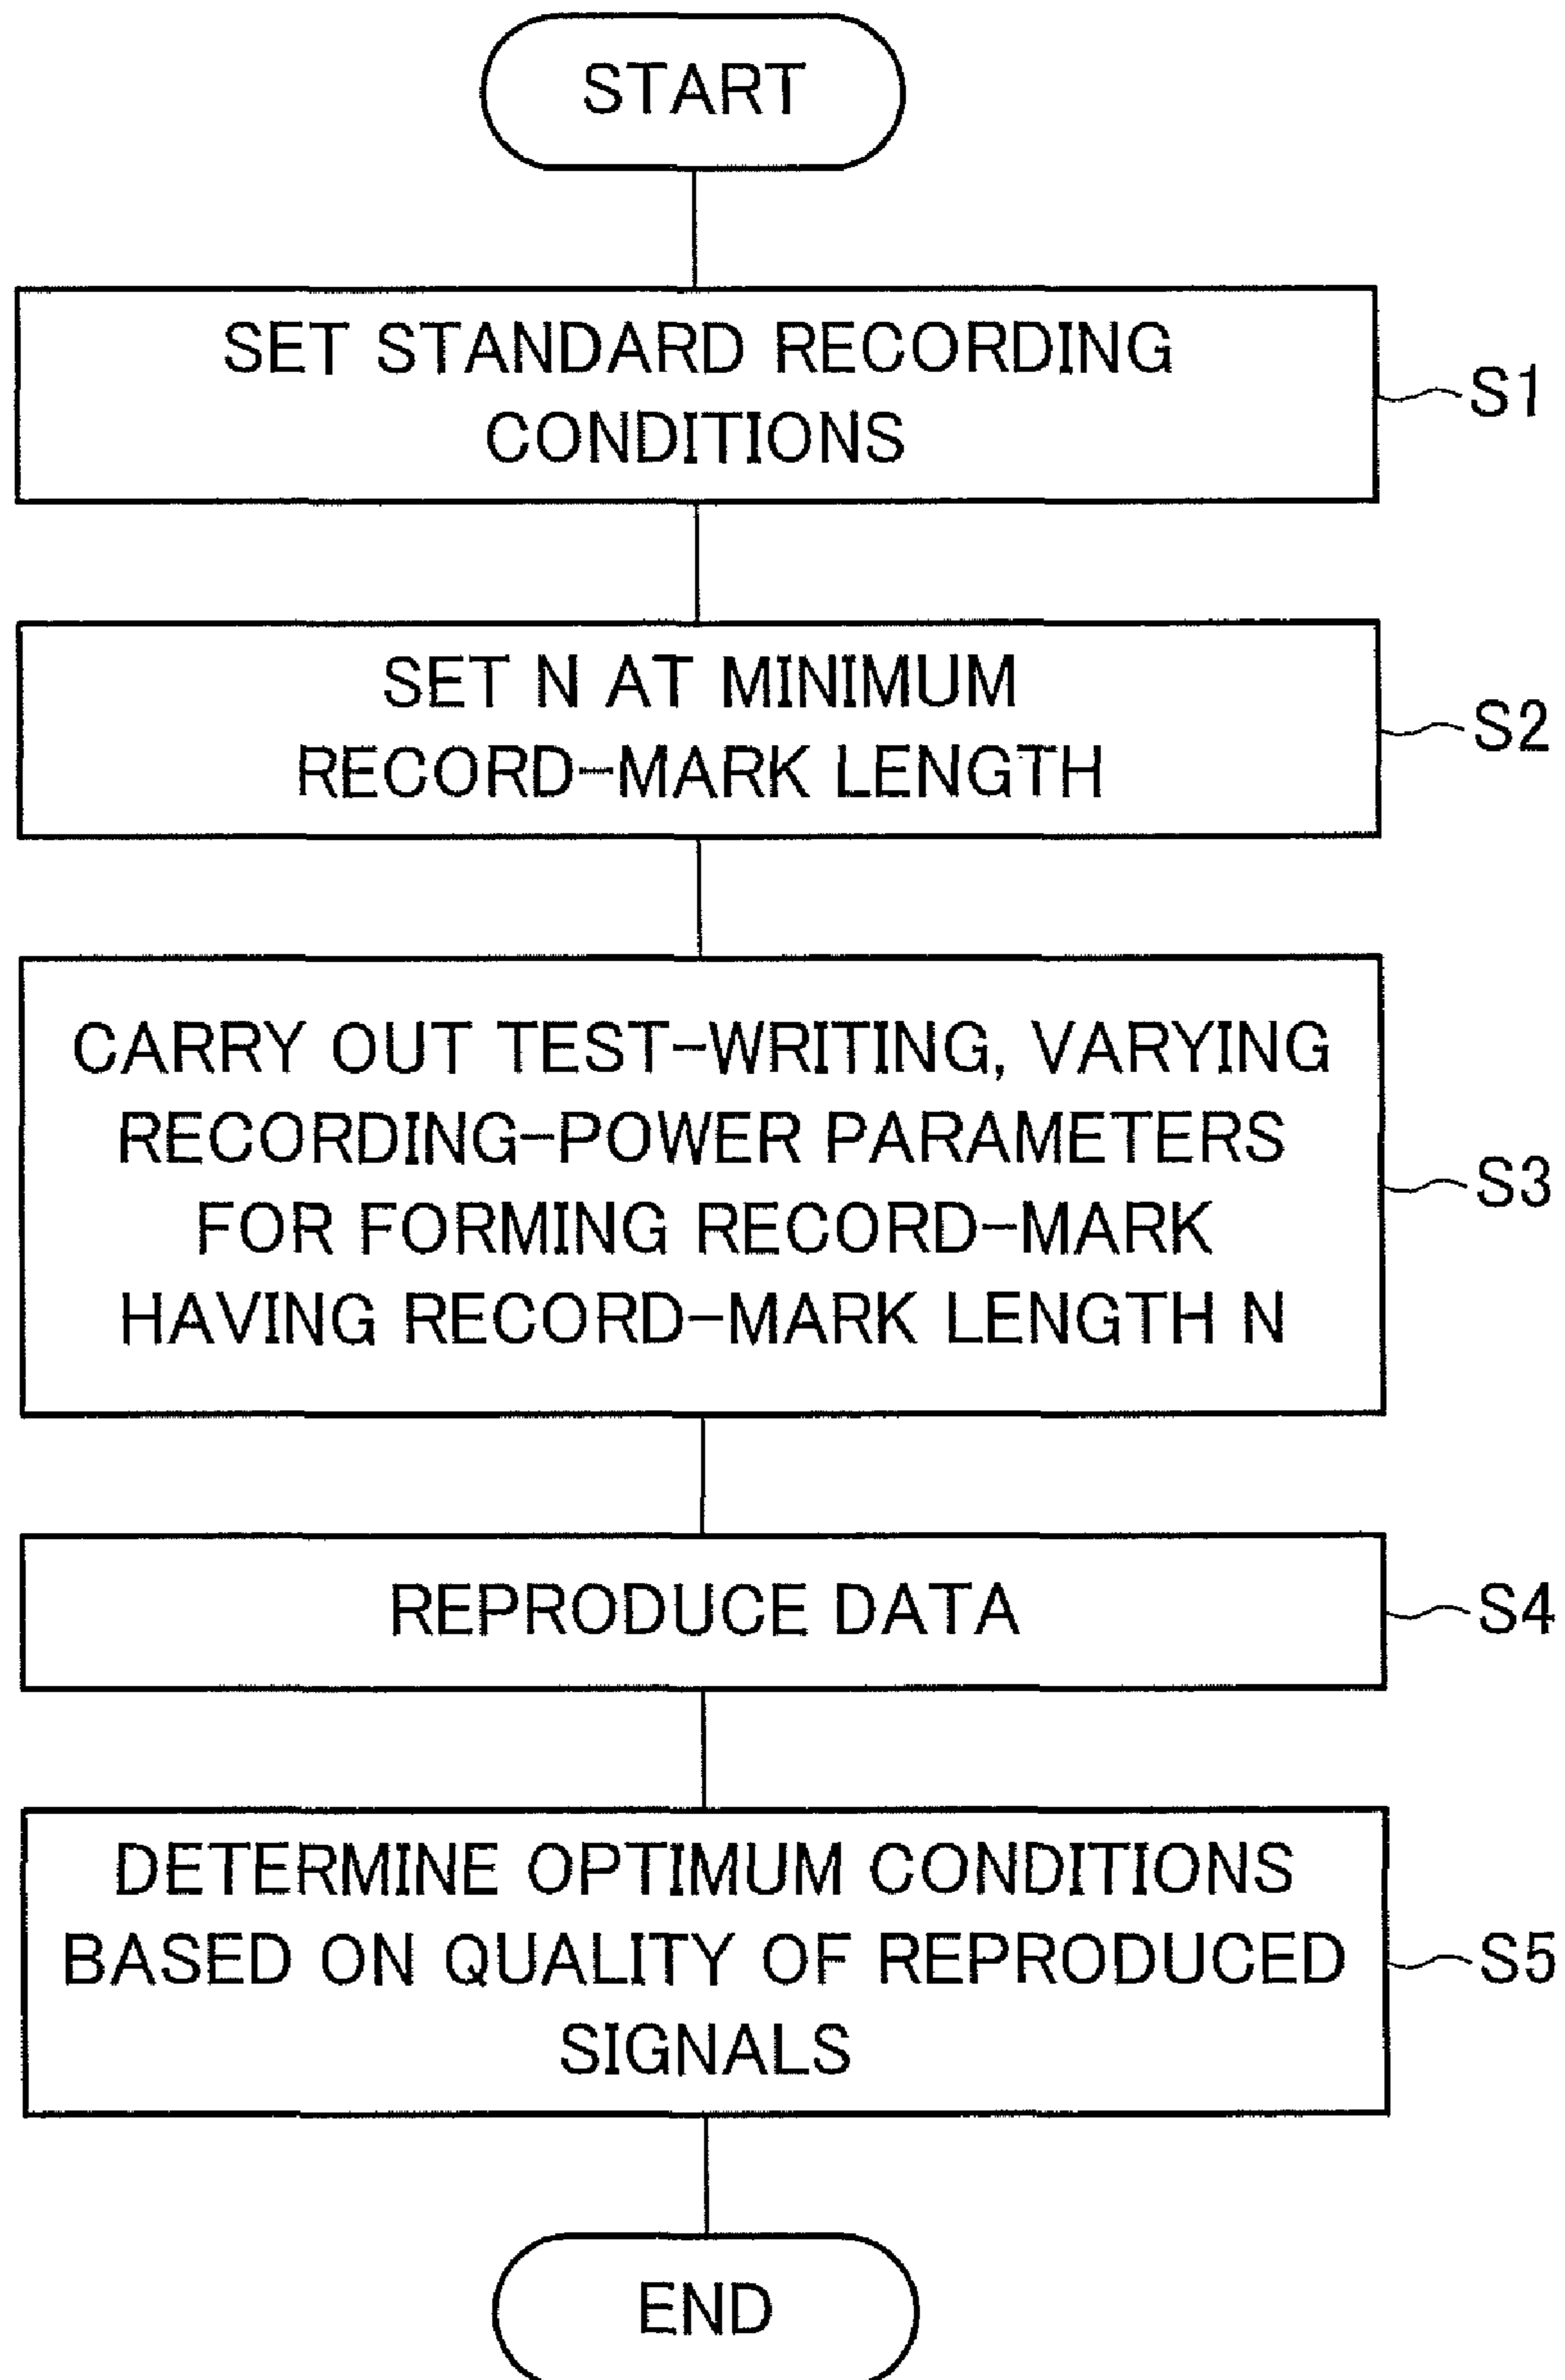 START
SET STANDARD RECORDING
CONDITIONS
S1
SET N AT MINIMUM
RECORD-MARK LENGTH
S2
CARRY OUT TEST-WRITING, VARYING
RECORDING-POWER PARAMETERS
FOR FORMING RECORD-MARK
HAVING RECORD-MARK LENGTH N
S3
REPRODUCE DATA
S4
DETERMINE OPTIMUM CONDITIONS
BASED ON QUALITY OF REPRODUCED
SIGNALS
S5
END